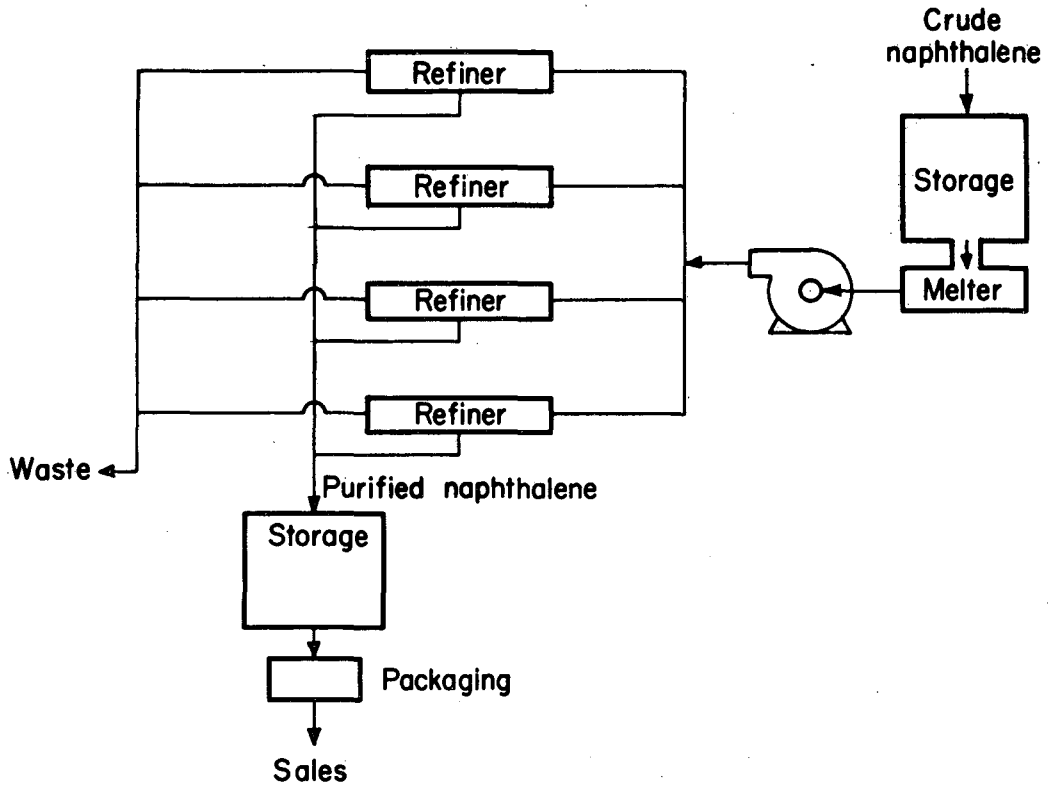 Crude
naphthalene
Refiner
Storage
Refiner
Refiner
Melter
Refiner
Waste
Purified naphthalene
Storage
Packaging
Sales